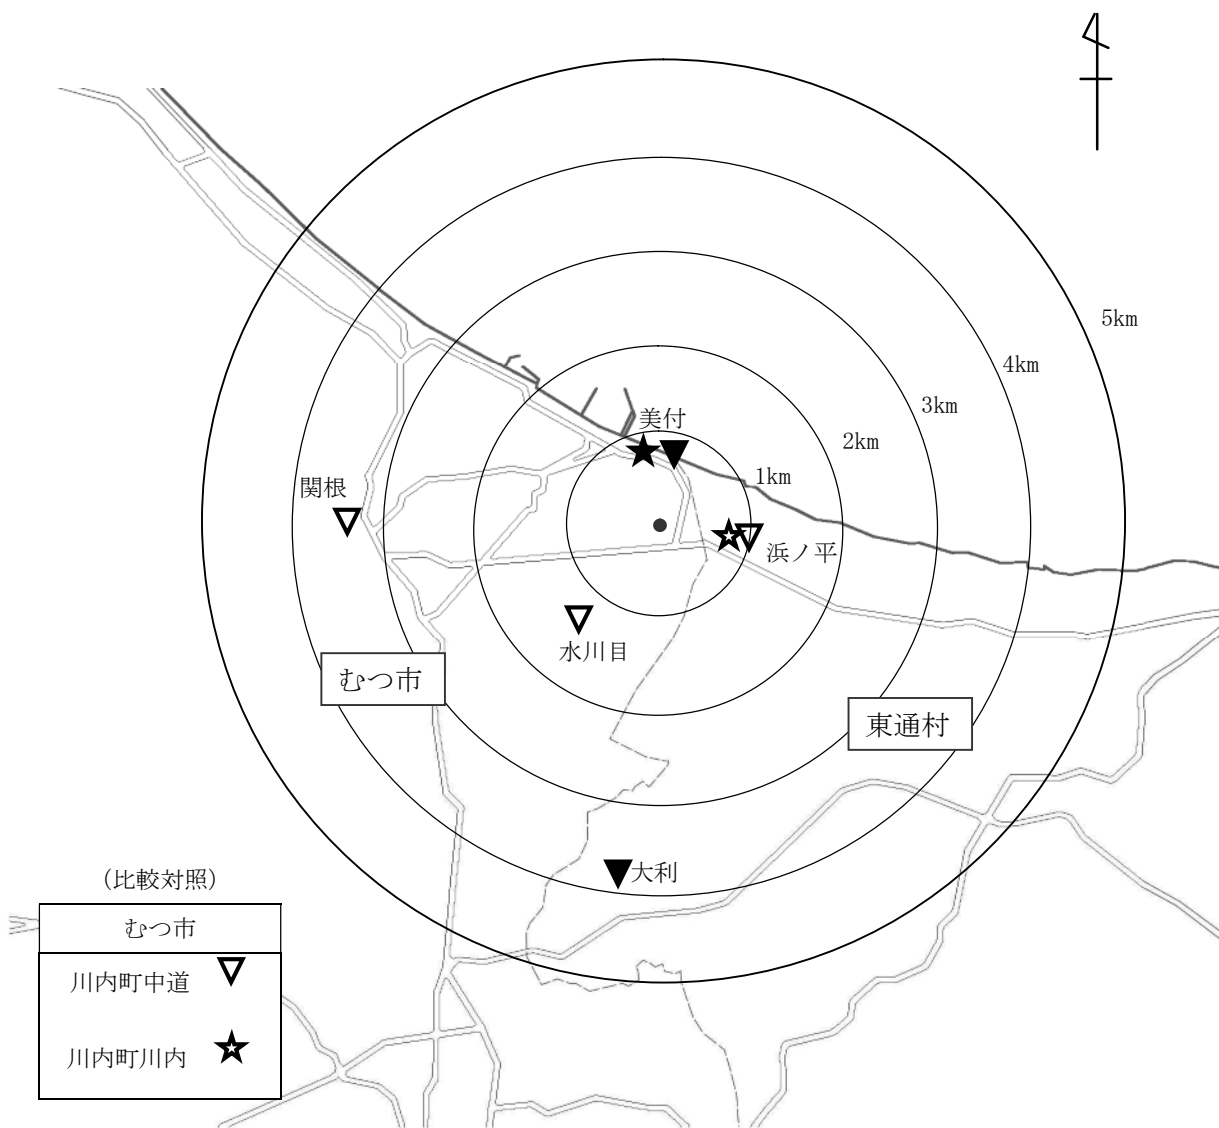 5km
4km
3km
美付
2km
1km
関根
浜ノ平
水川目
むつ市
東通村
大利
(比較対照)
むつ市
川内町中道
川内町川内